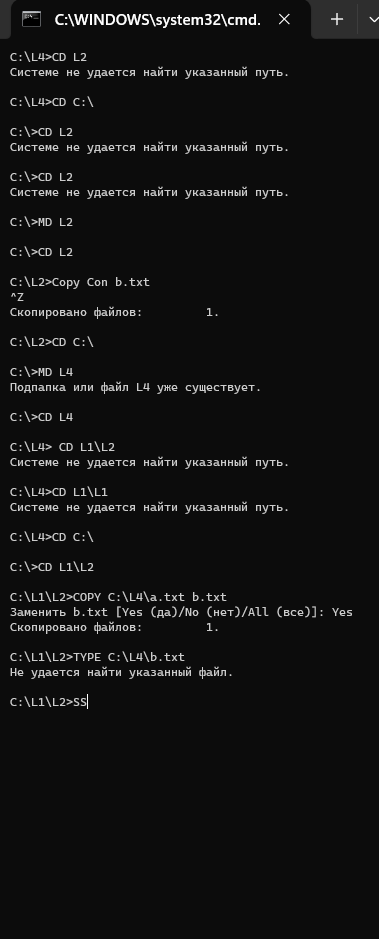 C:\WINDOWS\system32\cmd.
C:\L4>CD L2
Системе не удается найти указанный путь.
C:\L4>CD C:\
C:\>CD L2
Системе не удается найти указанный путь.
C:\>CD L2
Системе не удается найти указанный путь.
C:\>MD L2
C:\>CD L2
C:\L2>Copy Con b.txt
^Z
Скопировано файлов:         1.
C:\L2>CD C:\
C:\>MD L4
Подпапка или файл L4 уже существует.
C:\>CD L4
C:\L4> CD L1\L2
Системе не удается найти указанный путь.
C:\L4>CD L1\L1
Системе не удается найти указанный путь.
C:\L4>CD C:\
C:\>CD L1\L2
C:\L1\L2>COPY C:\L4\a.txt b.txt
Заменить b.txt [Yes (да)/No (нет)/All (все)]: Yes
Скопировано файлов:         1.
C:\L1\L2>TYPE C:\L4\b.txt
Не удается найти указанный файл.
C:\L1\L2>SS